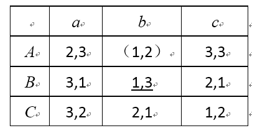 . a b c
A 2,3 （1,2） 3,3
B 3,1 1,3 2,1
C 3,2 2,1 1,2